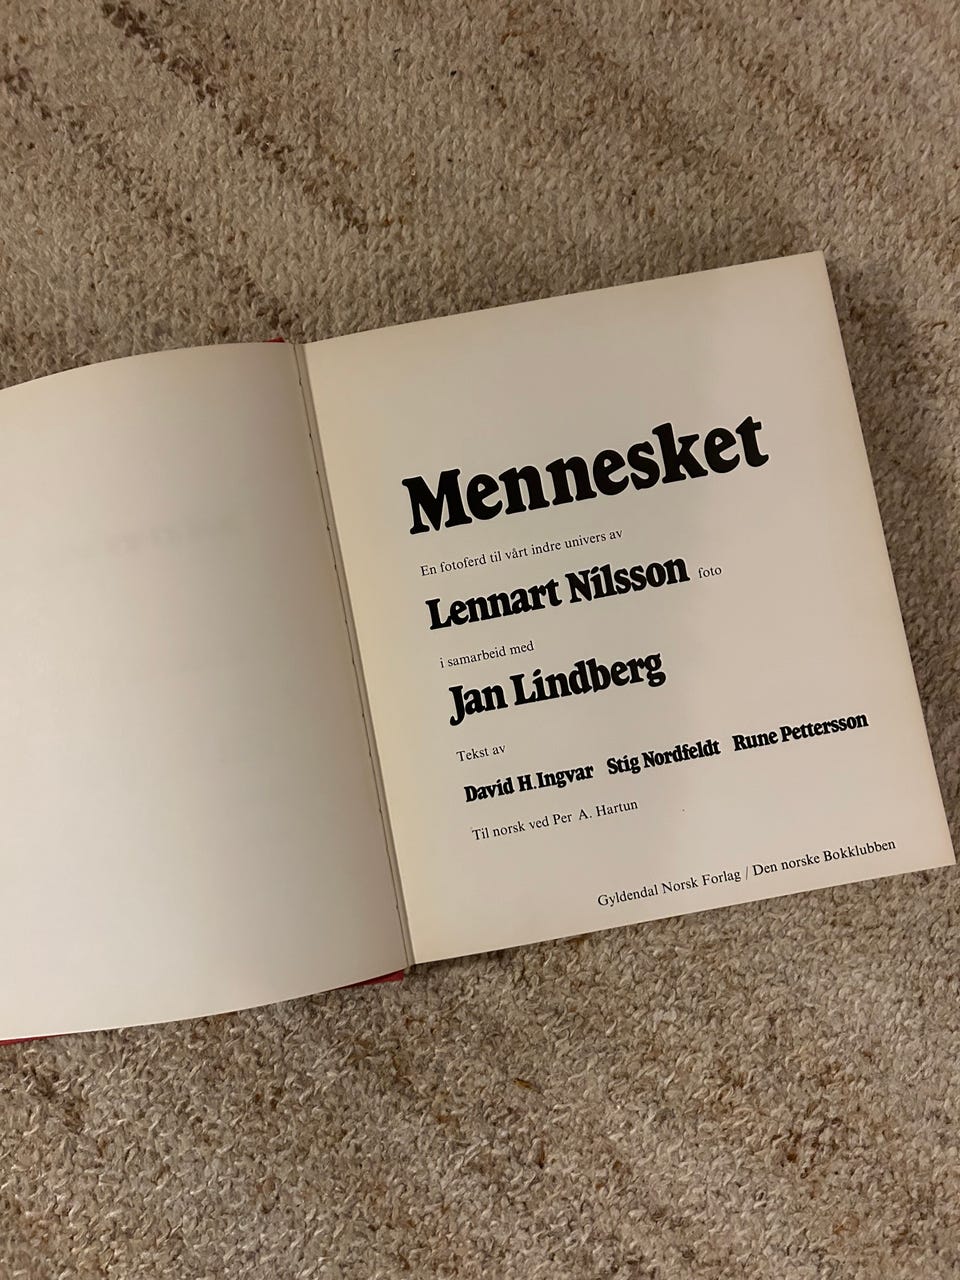 Mennesket
En fotoferd til vårt indre univers av
Lennart Nilsson foto
i samarbeid med
Jan Lindberg
Tekst av
David H. Ingvar Stig Nordfeldt Rune Pettersson
Til norsk ved Per A. Hartun
Gyldendal Norsk Forlag / Den norske Bokklubben